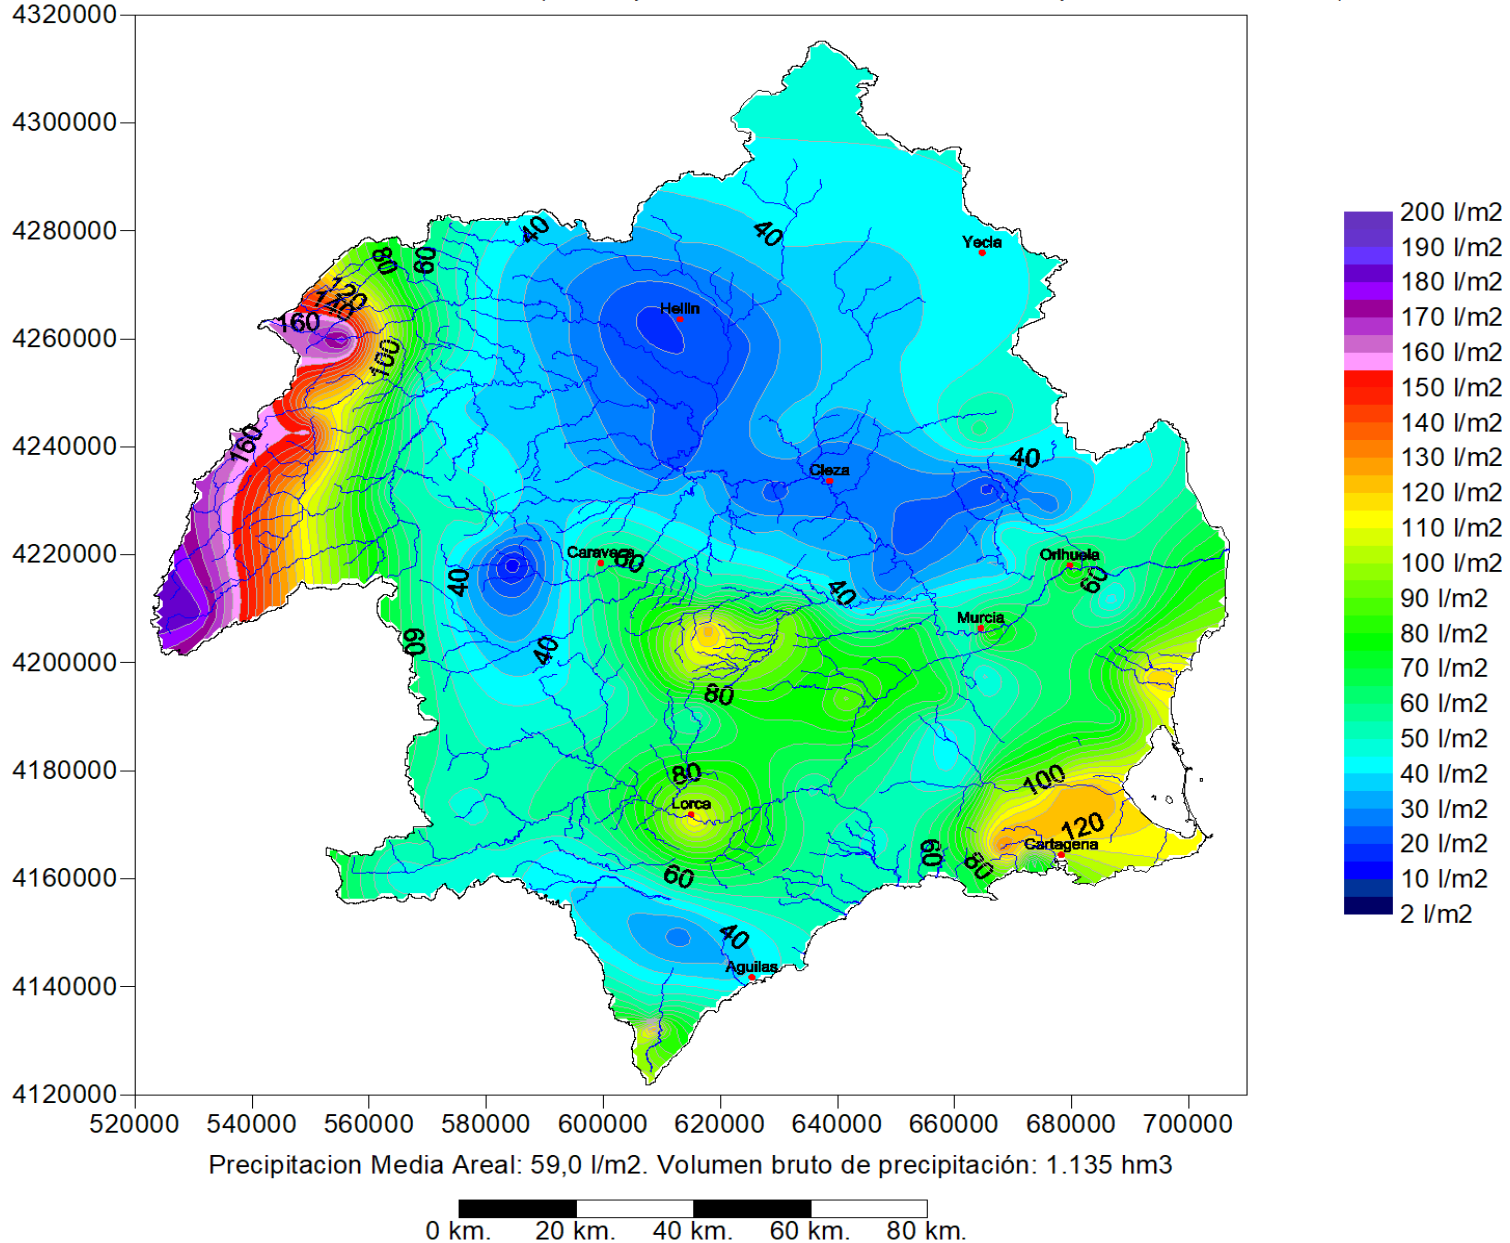 4320000
4300000
4280000
4260000
4240000
4220000
4200000
4180000
4160000
4140000
4120000
520000 540000 560000 580000 600000 620000 640000 660000 680000 700000
40
40
Yecla
80
60
120
140
160
Hellin
100
160
40
Cieza
Caravaca
60
Orihuela
60
40
40
Murcia
60
40
80
80
100
Lorca
120
Cartagena
60
80
60
40
Aguilas
200 l/m2
190 l/m2
180 l/m2
170 l/m2
160 l/m2
150 l/m2
140 l/m2
130 l/m2
120 l/m2
110 l/m2
100 l/m2
90 l/m2
80 l/m2
70 l/m2
60 l/m2
50 l/m2
40 l/m2
30 l/m2
20 l/m2
10 l/m2
2 l/m2
Precipitacion Media Areal: 59,0 l/m2. Volumen bruto de precipitación: 1.135 hm3
0 km. 20 km. 40 km. 60 km. 80 km.